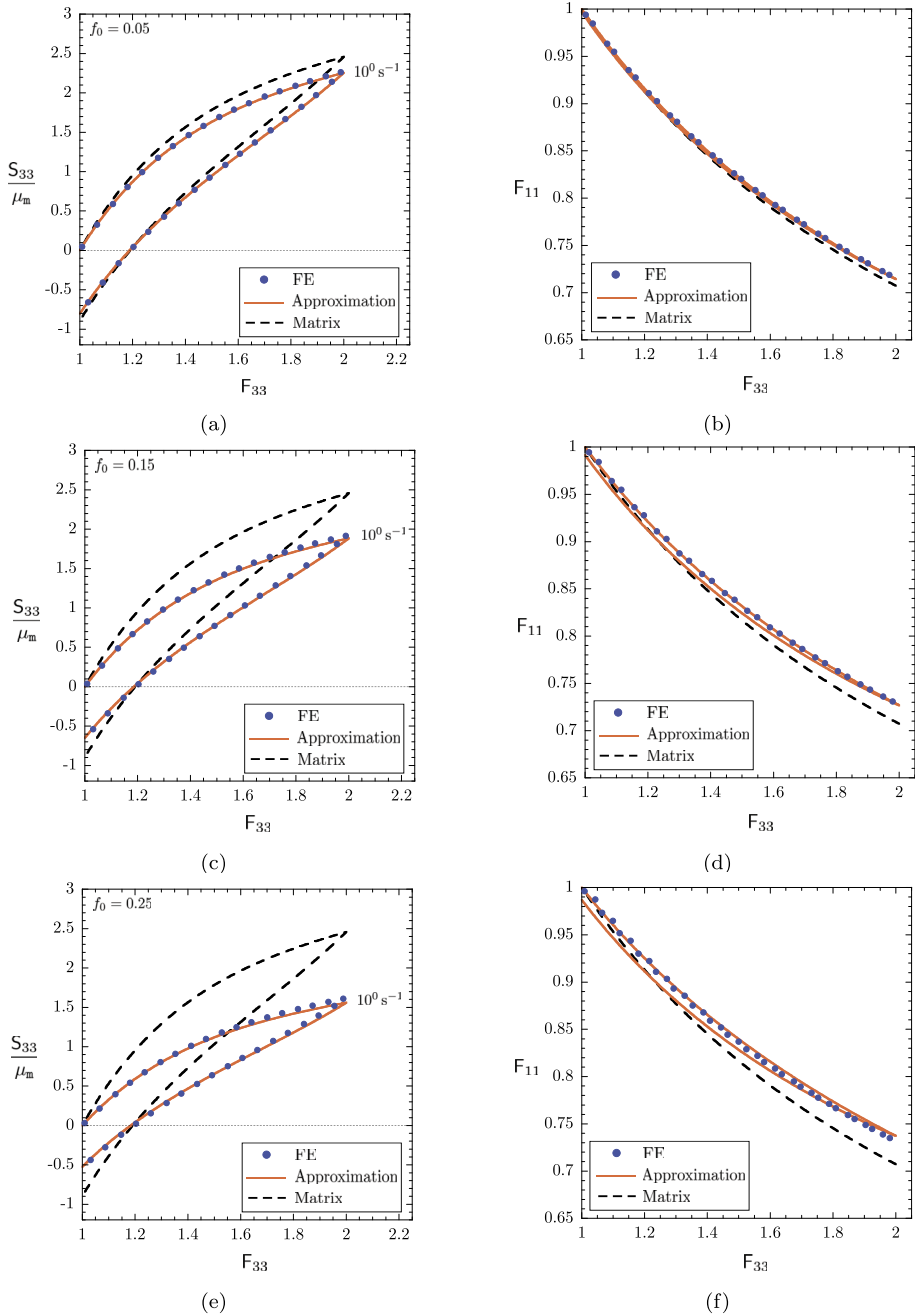 f₀ = 0.05
3
2.5
2
1.5
1
0.5
0
-0.5
-1
S₃₃
μₘ
10⁰ s⁻¹
FE
Approximation
Matrix
1 1.2 1.4 1.6 1.8 2 2.2
F₃₃
(a)
1
0.95
0.9
0.85
0.8
0.75
0.7
0.65
F₁₁
FE
Approximation
Matrix
1 1.2 1.4 1.6 1.8 2
F₃₃
(b)
f₀ = 0.15
3
2.5
2
1.5
1
0.5
0
-0.5
-1
S₃₃
μₘ
10⁰ s⁻¹
FE
Approximation
Matrix
1 1.2 1.4 1.6 1.8 2 2.2
F₃₃
(c)
1
0.95
0.9
0.85
0.8
0.75
0.7
0.65
F₁₁
FE
Approximation
Matrix
1 1.2 1.4 1.6 1.8 2
F₃₃
(d)
f₀ = 0.25
3
2.5
2
1.5
1
0.5
0
-0.5
-1
S₃₃
μₘ
10⁰ s⁻¹
FE
Approximation
Matrix
1 1.2 1.4 1.6 1.8 2 2.2
F₃₃
(e)
1
0.95
0.9
0.85
0.8
0.75
0.7
0.65
F₁₁
FE
Approximation
Matrix
1 1.2 1.4 1.6 1.8 2
F₃₃
(f)